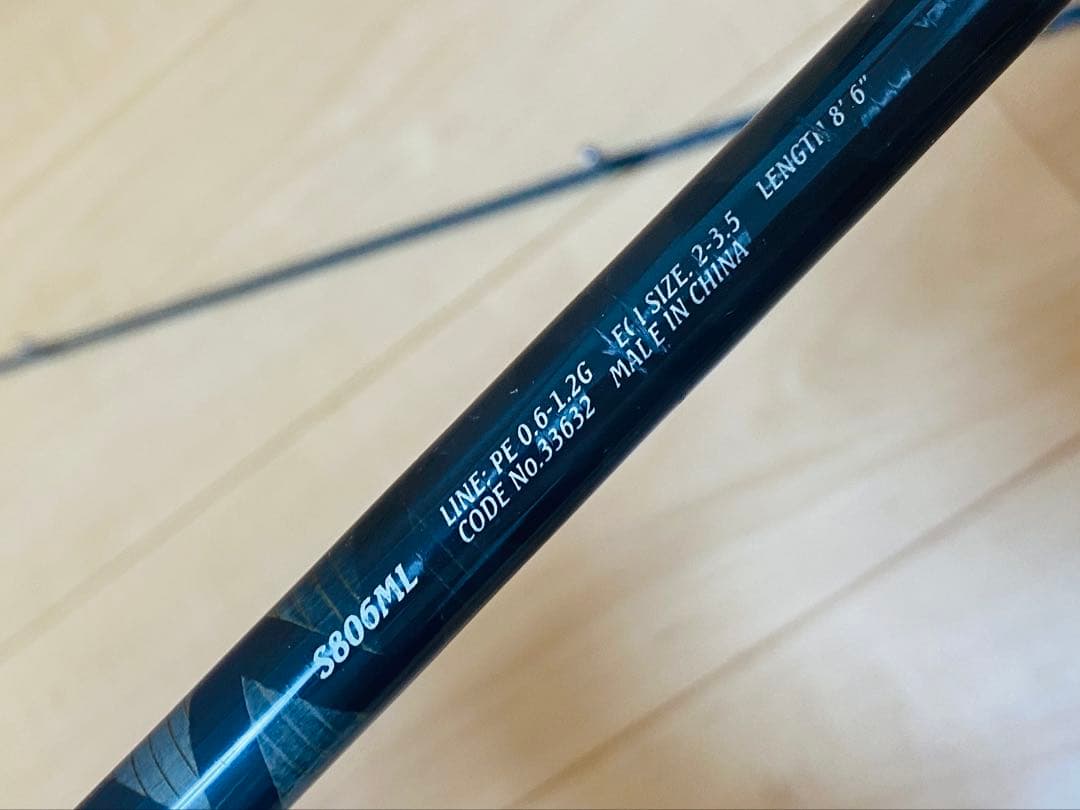 S806ML
LINE: PE 0.6-1.2G EGI SIZE. 2-3.5 LENGTH 8' 6"
CODE No.33632 MADE IN CHINA